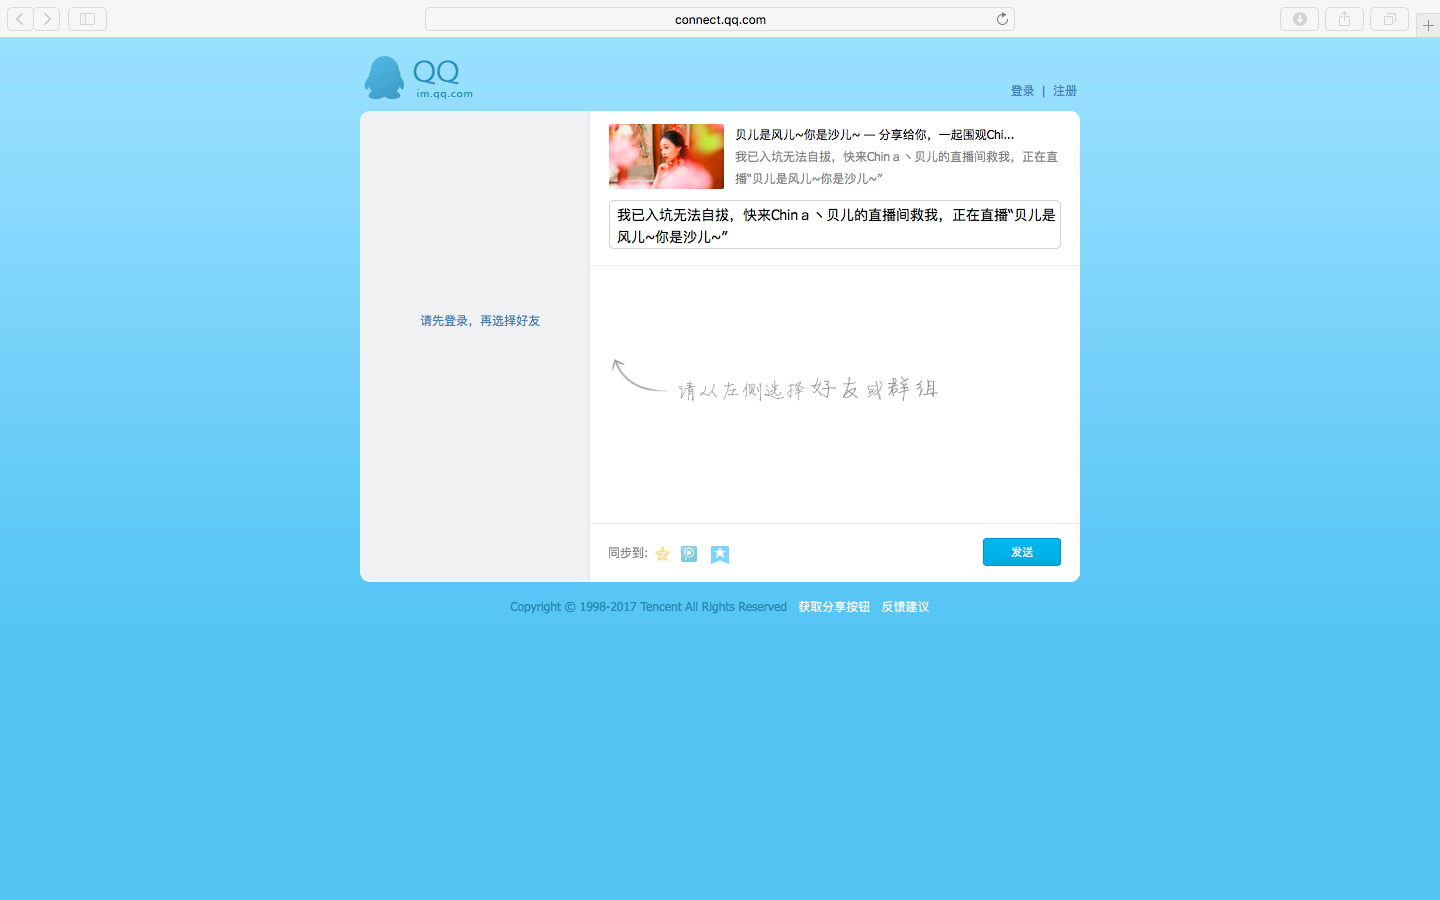 connect.qq.com
QQ
im.qq.com
登录 | 注册
贝儿是风儿~你是沙儿~ — 分享给你，一起围观Chi...
我已入坑无法自拔，快来Chinａ丶贝儿的直播间救我，正在直
播“贝儿是风儿~你是沙儿~”
我已入坑无法自拔，快来Chinａ丶贝儿的直播间救我，正在直播“贝儿是
风儿~你是沙儿~”
请先登录，再选择好友
请从左侧选择好友或群组
同步到:
发送
Copyright © 1998-2017 Tencent All Rights Reserved 获取分享按钮 反馈建议